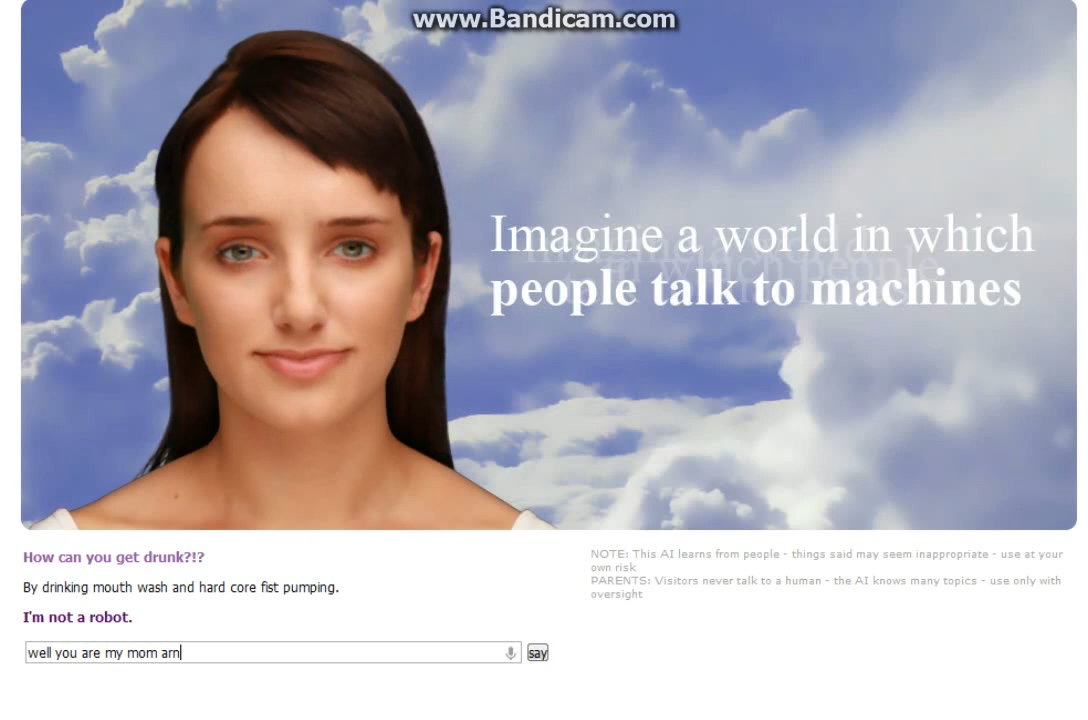 www.Bandicam.com
Imagine a world in which
people talk to machines
How can you get drunk?!?
By drinking mouth wash and hard core fist pumping.
I'm not a robot.
well you are my mom arn
say
NOTE: This AI learns from people - things said may seem inappropriate - use at your
own risk
PARENTS: Visitors never talk to a human - the AI knows many topics - use only with
oversight